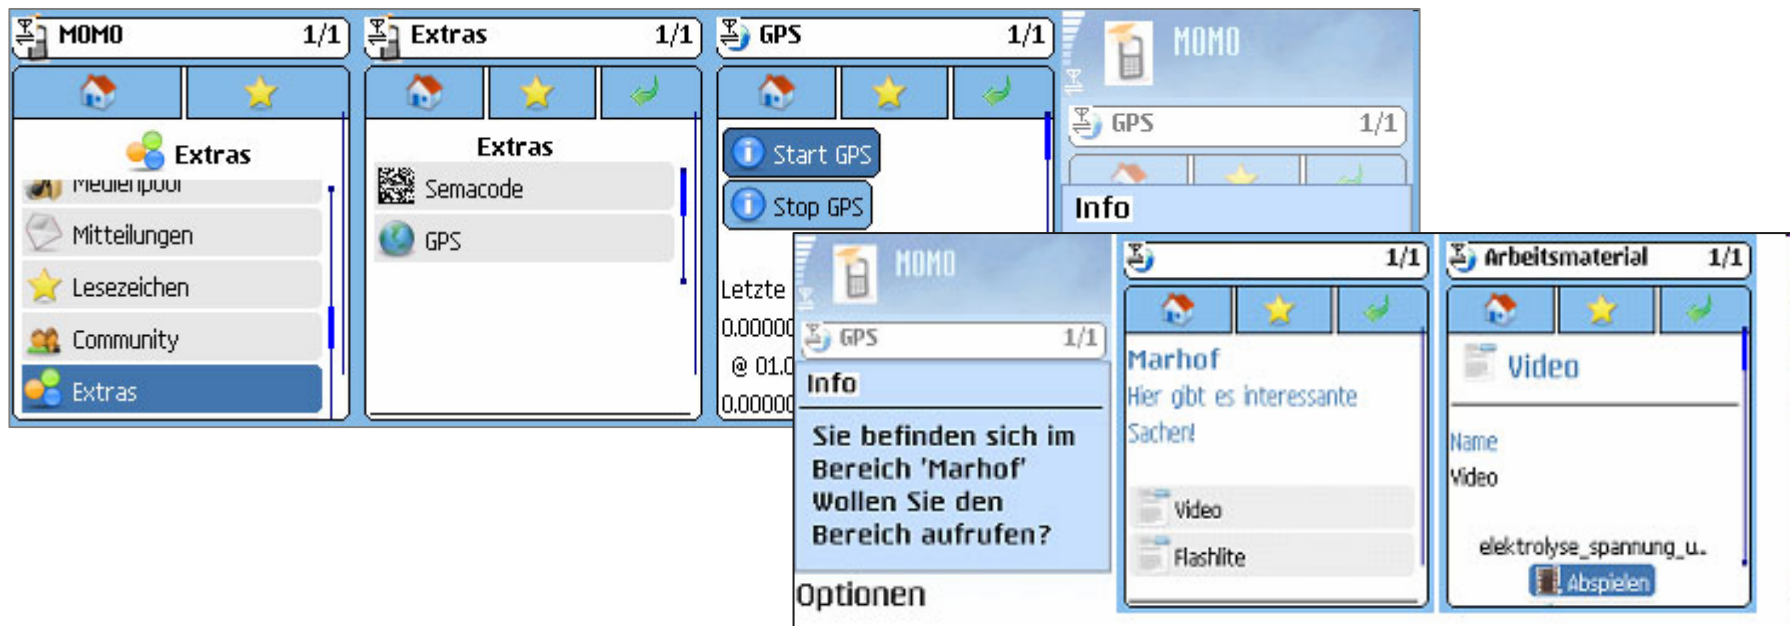 MOMO 1/1
Extras
Medienpool
Mitteilungen
Lesezeichen
Community
Extras
Extras 1/1
Extras
Semacode
GPS
GPS 1/1
Start GPS
Stop GPS
Letzte
0.00000
@ 01.0
0.00000
MOMO
GPS 1/1
Info
MOMO
GPS 1/1
Info
Sie befinden sich im
Bereich 'Marhof'
Wollen Sie den
Bereich aufrufen?
Optionen
1/1
Marhof
Hier gibt es interessante
Sachen!
Video
Flashlite
Arbeitsmaterial 1/1
Video
Name
Video
elektrolyse_spannung_u..
Abspielen